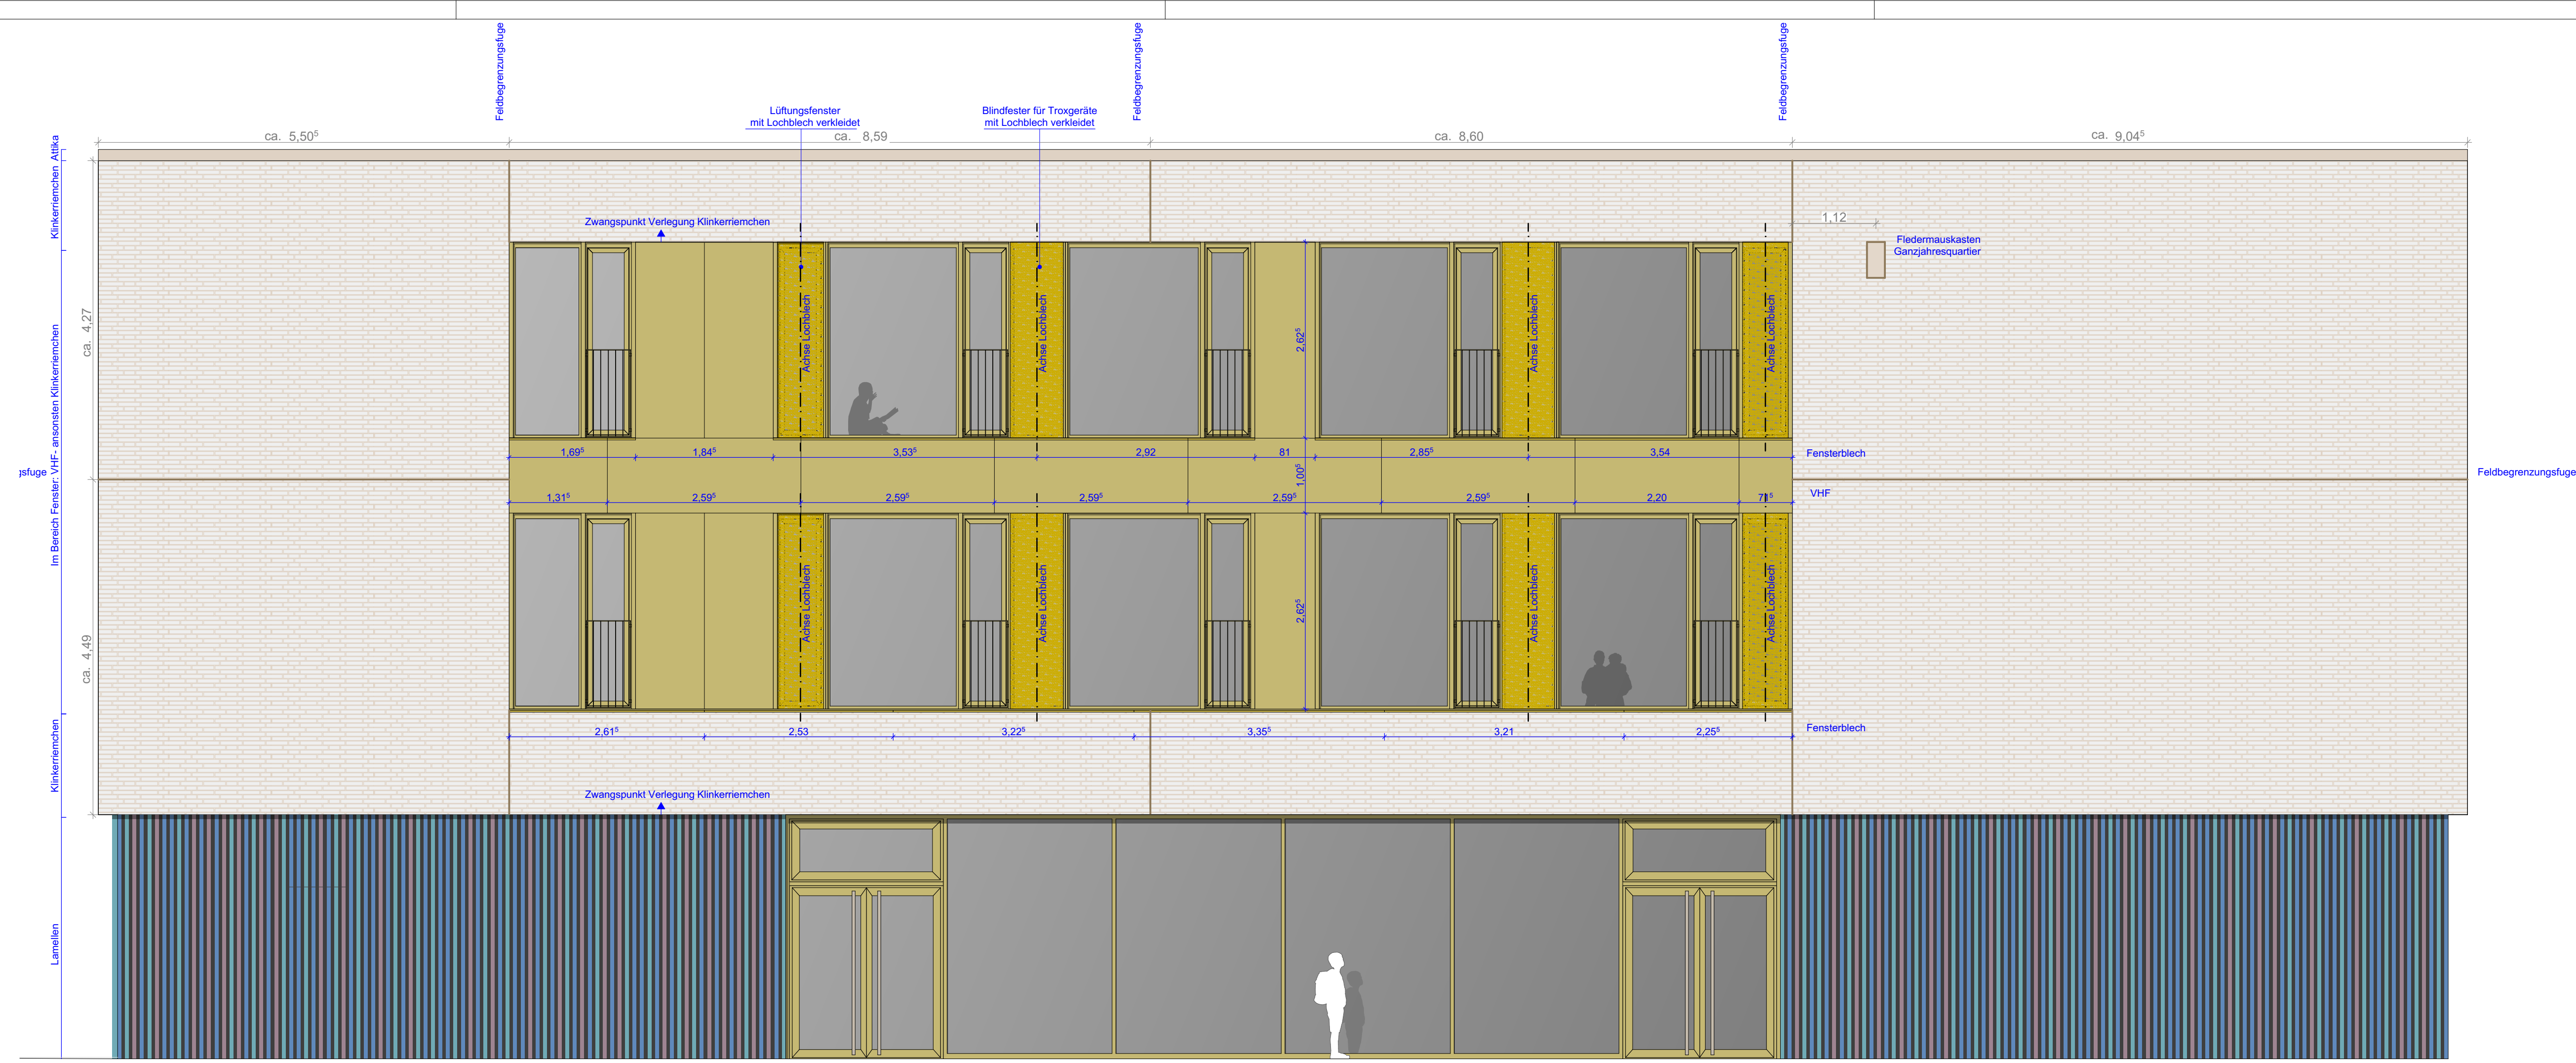 Feldbegrenzungsfuge
Feldbegrenzungsfuge
Feldbegrenzungsfuge
Lüftungsfenster
mit Lochblech verkleidet
Blindfester für Troxgeräte
mit Lochblech verkleidet
ca. 5,50⁵
ca. 8,59
ca. 8,60
ca. 9,04⁵
Attika
Klinkerriemchen
Im Bereich Fenster: VHF- ansonsten Klinkerriemchen
Klinkerriemchen
Lamellen
ca. 4,27
ca. 4,49
Zwangspunkt Verlegung Klinkerriemchen
1,12
Fledermauskasten
Ganzjahresquartier
Achse Lochblech
Achse Lochblech
Achse Lochblech
Achse Lochblech
2,62⁵
1,69⁵
1,84⁵
3,53⁵
2,92
81
2,85⁵
3,54
Fensterblech
gsfuge
1,00⁵
Feldbegrenzungsfuge
1,31⁵
2,59⁵
2,59⁵
2,59⁵
2,59⁵
2,59⁵
2,20
71⁵
VHF
Achse Lochblech
Achse Lochblech
Achse Lochblech
Achse Lochblech
2,62⁵
2,61⁵
2,53
3,22⁵
3,35⁵
3,21
2,25⁵
Fensterblech
Zwangspunkt Verlegung Klinkerriemchen